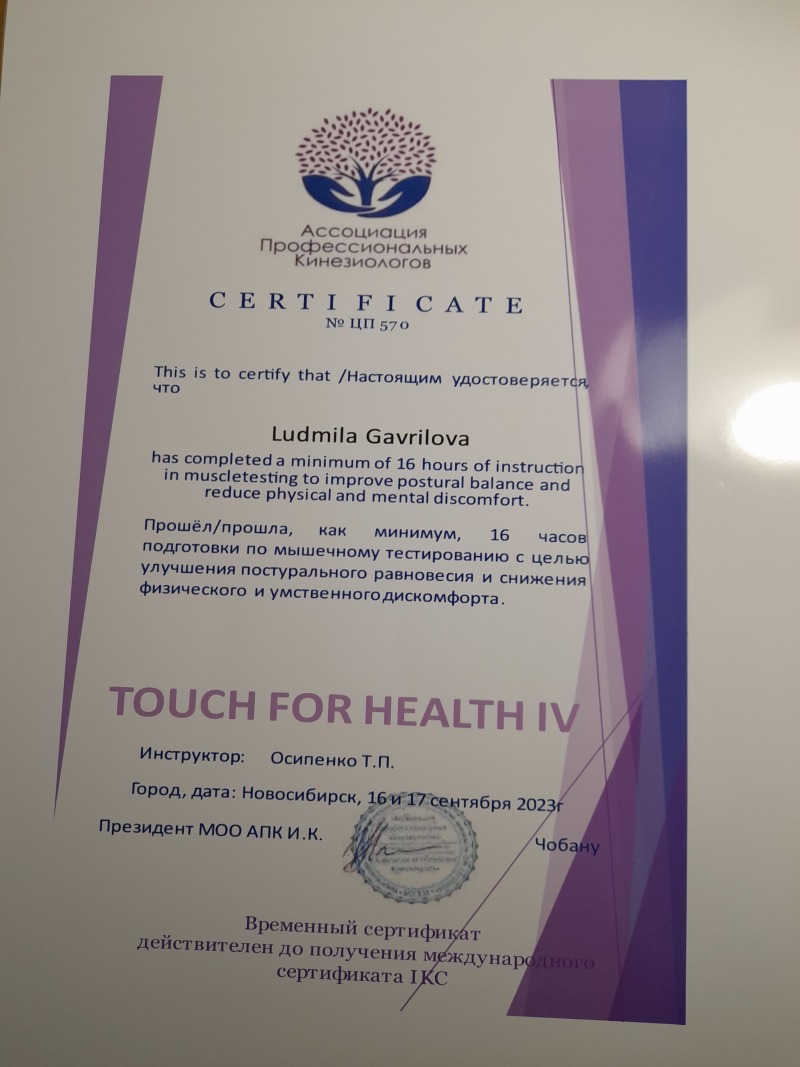 Ассоциация
Профессиональных
Кинезиологов
CERTIFICATE
№ ЦП 570
This is to certify that /Настоящим удостоверяется,
что
Ludmila Gavrilova
has completed a minimum of 16 hours of instruction
in muscletesting to improve postural balance and
reduce physical and mental discomfort.
Прошёл/прошла, как минимум, 16 часов
подготовки по мышечному тестированию с целью
улучшения постурального равновесия и снижения
физического и умственного дискомфорта.
TOUCH FOR HEALTH IV
Инструктор: Осипенко Т.П.
Город, дата: Новосибирск, 16 и 17 сентября 2023г
Президент МОО АПК И.К. Чобану
Временный сертификат
действителен до получения международного
сертификата IKC